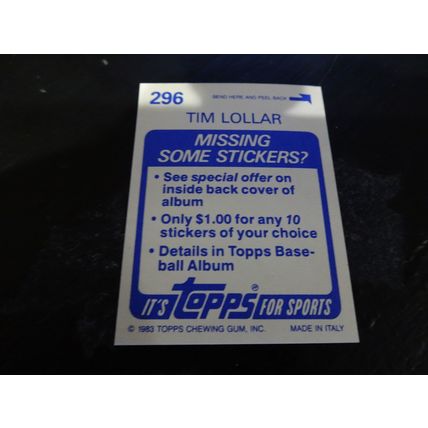 296 BEND HERE AND PEEL BACK
TIM LOLLAR
MISSING
SOME STICKERS?
• See special offer on
inside back cover of
album
• Only $1.00 for any 10
stickers of your choice
• Details in Topps Base-
ball Album
IT'S Topps® FOR SPORTS
© 1983 TOPPS CHEWING GUM, INC. MADE IN ITALY